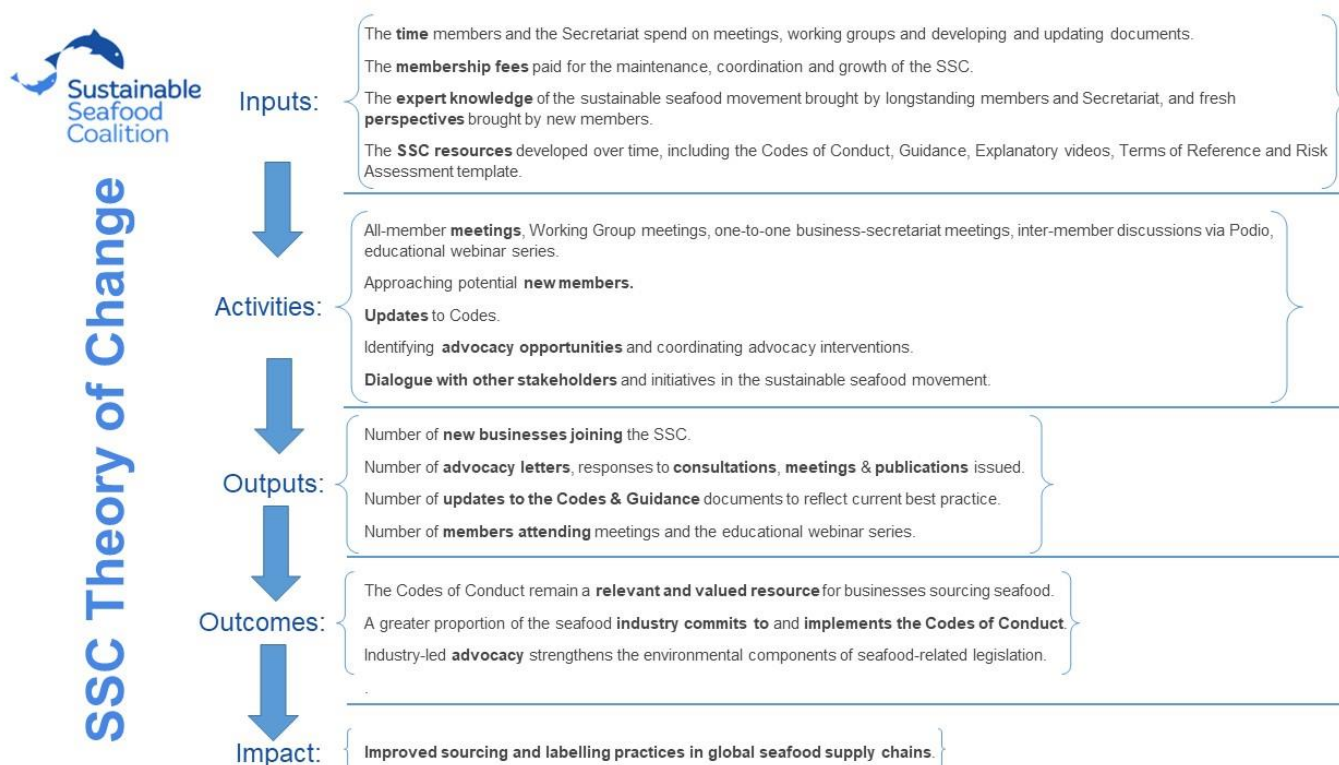 Sustainable
Seafood
Coalition
SSC Theory of Change
Inputs:
The time members and the Secretariat spend on meetings, working groups and developing and updating documents.
The membership fees paid for the maintenance, coordination and growth of the SSC.
The expert knowledge of the sustainable seafood movement brought by longstanding members and Secretariat, and fresh
perspectives brought by new members.
The SSC resources developed over time, including the Codes of Conduct, Guidance, Explanatory videos, Terms of Reference and Risk
Assessment template.
Activities:
All-member meetings, Working Group meetings, one-to-one business-secretariat meetings, inter-member discussions via Podio,
educational webinar series.
Approaching potential new members.
Updates to Codes.
Identifying advocacy opportunities and coordinating advocacy interventions.
Dialogue with other stakeholders and initiatives in the sustainable seafood movement.
Outputs:
Number of new businesses joining the SSC.
Number of advocacy letters, responses to consultations, meetings & publications issued.
Number of updates to the Codes & Guidance documents to reflect current best practice.
Number of members attending meetings and the educational webinar series.
Outcomes:
The Codes of Conduct remain a relevant and valued resource for businesses sourcing seafood.
A greater proportion of the seafood industry commits to and implements the Codes of Conduct.
Industry-led advocacy strengthens the environmental components of seafood-related legislation.
.
Impact:
Improved sourcing and labelling practices in global seafood supply chains.